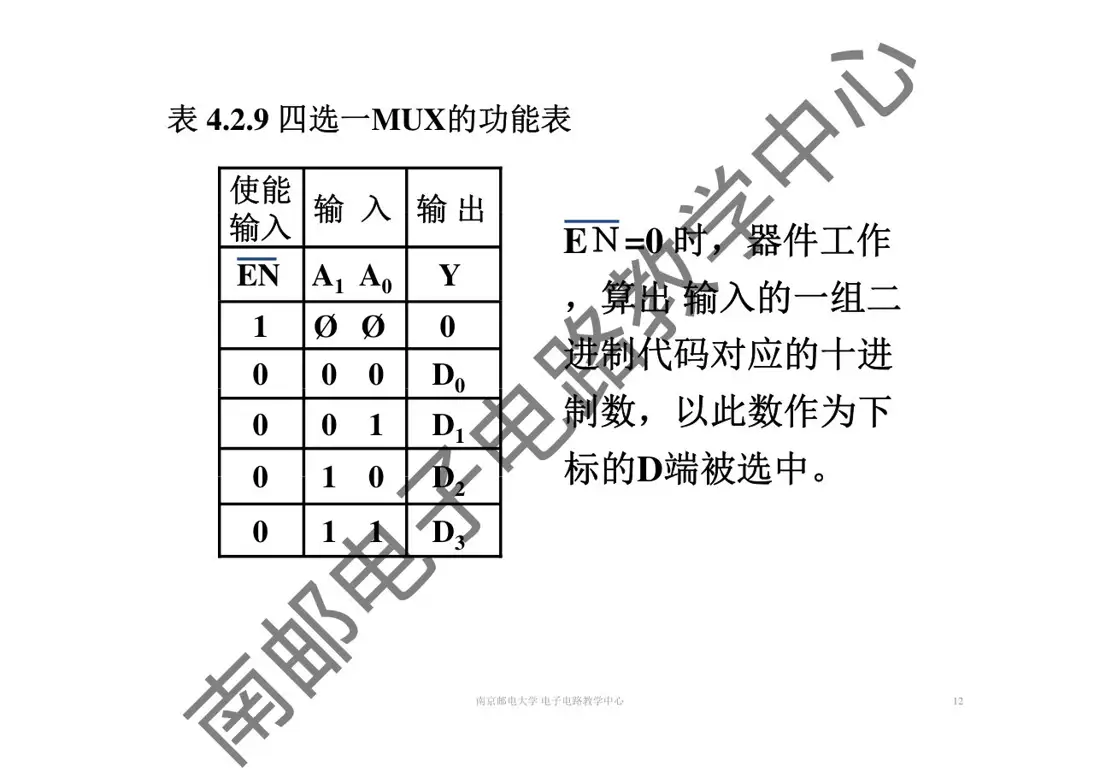 表 4.2.9 四选一MUX的功能表
使能输入 输 入 输 出
E̅N̅ A₁ A₀ Y
1 Ø Ø 0
0 0 0 D₀
0 0 1 D₁
0 1 0 D₂
0 1 1 D₃
E̅N̅=0 时，器件工作
，算出 输入的一组二
进制代码对应的十进
制数，以此数作为下
标的D端被选中。
南邮电子电路教学中心
南京邮电大学 电子电路教学中心
12